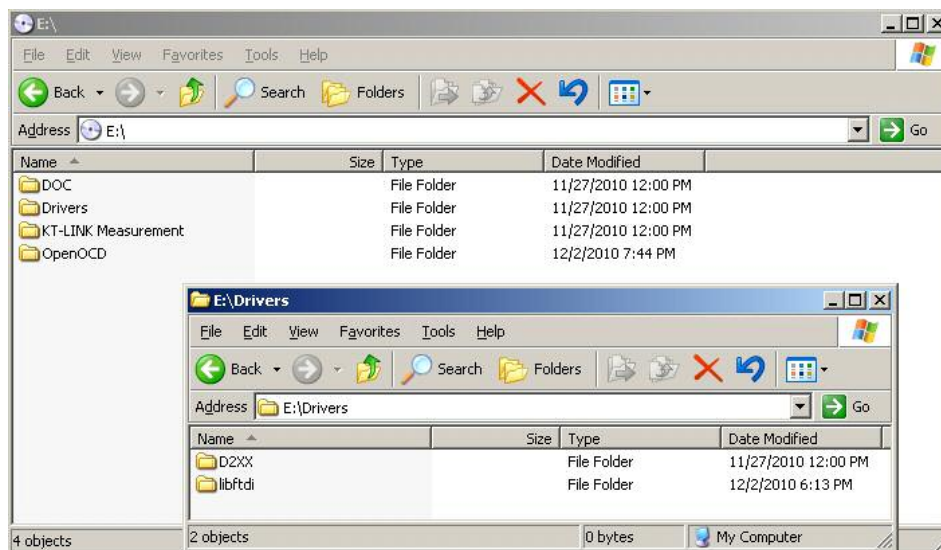 E:\
File Edit View Favorites Tools Help
Back Search Folders
Address E:\ Go
Name Size Type Date Modified
DOC File Folder 11/27/2010 12:00 PM
Drivers File Folder 11/27/2010 12:00 PM
KT-LINK Measurement File Folder 11/27/2010 12:00 PM
OpenOCD File Folder 12/2/2010 7:44 PM
E:\Drivers
File Edit View Favorites Tools Help
Back Search Folders
Address E:\Drivers Go
Name Size Type Date Modified
D2XX File Folder 11/27/2010 12:00 PM
libftdi File Folder 12/2/2010 6:13 PM
2 objects 0 bytes My Computer
4 objects